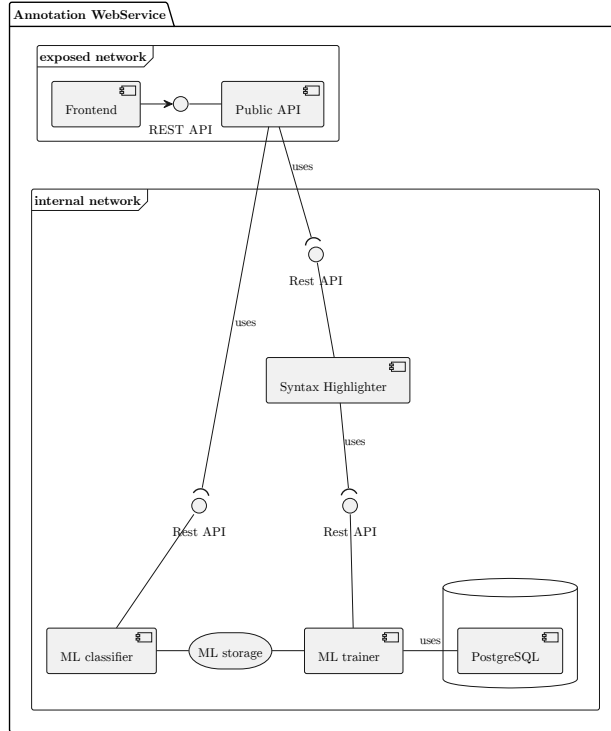 Annotation WebService
exposed network
Frontend
Public API
REST API
uses
internal network
Rest API
uses
Syntax Highlighter
uses
Rest API
Rest API
ML classifier
ML storage
ML trainer
uses
PostgreSQL